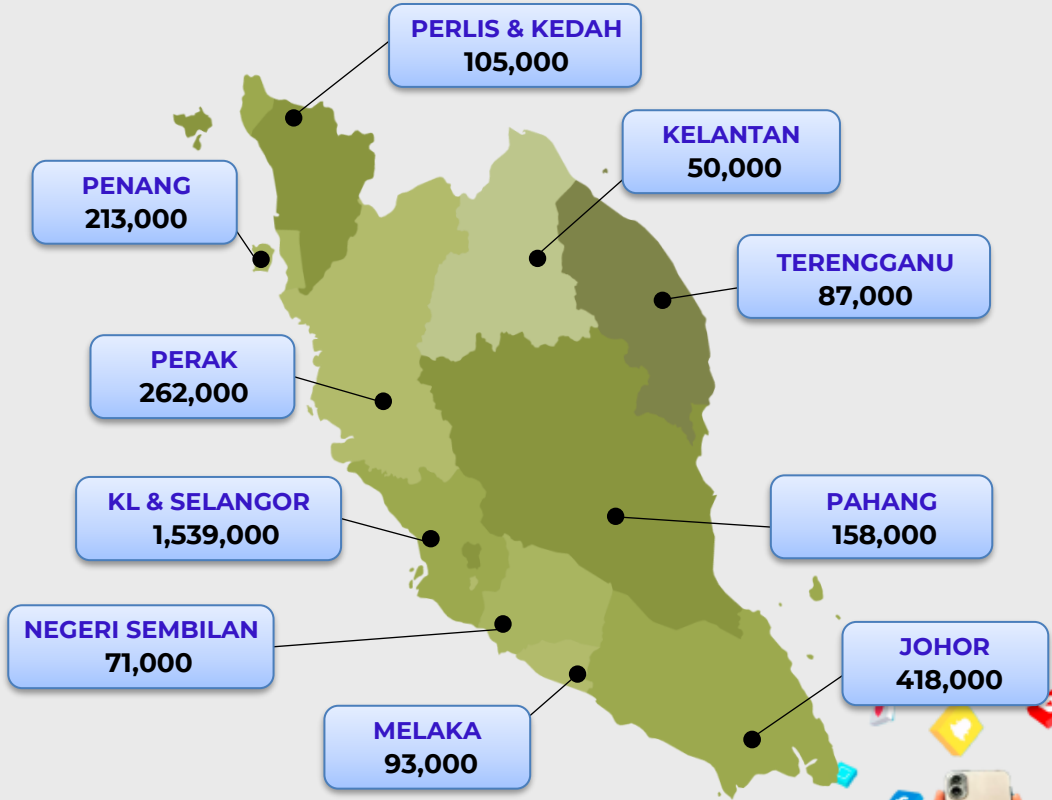 PERLIS & KEDAH
105,000
KELANTAN
50,000
PENANG
213,000
TERENGGANU
87,000
PERAK
262,000
KL & SELANGOR
1,539,000
PAHANG
158,000
NEGERI SEMBILAN
71,000
JOHOR
418,000
MELAKA
93,000